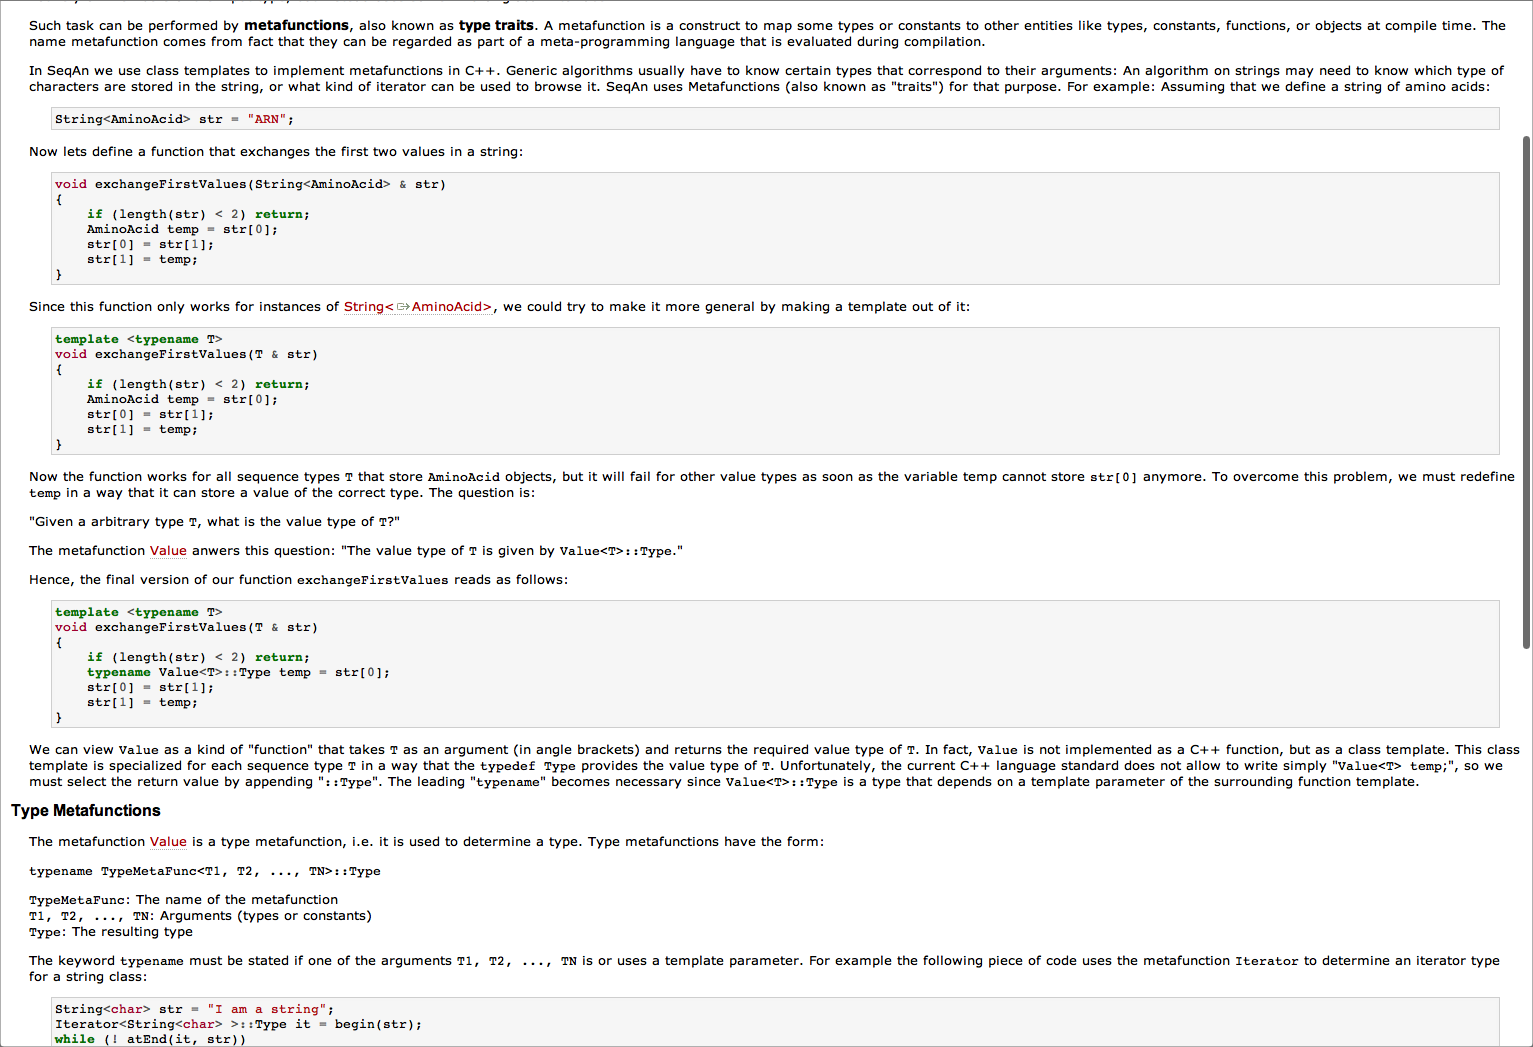 Such task can be performed by metafunctions, also known as type traits. A metafunction is a construct to map some types or constants to other entities like types, constants, functions, or objects at compile time. The
name metafunction comes from fact that they can be regarded as part of a meta-programming language that is evaluated during compilation.
In SeqAn we use class templates to implement metafunctions in C++. Generic algorithms usually have to know certain types that correspond to their arguments: An algorithm on strings may need to know which type of
characters are stored in the string, or what kind of iterator can be used to browse it. SeqAn uses Metafunctions (also known as "traits") for that purpose. For example: Assuming that we define a string of amino acids:
String<AminoAcid> str = "ARN";
Now lets define a function that exchanges the first two values in a string:
void exchangeFirstValues(String<AminoAcid> & str)
{
    if (length(str) < 2) return;
    AminoAcid temp = str[0];
    str[0] = str[1];
    str[1] = temp;
}
Since this function only works for instances of String<AminoAcid>, we could try to make it more general by making a template out of it:
template <typename T>
void exchangeFirstValues(T & str)
{
    if (length(str) < 2) return;
    AminoAcid temp = str[0];
    str[0] = str[1];
    str[1] = temp;
}
Now the function works for all sequence types T that store AminoAcid objects, but it will fail for other value types as soon as the variable temp cannot store str[0] anymore. To overcome this problem, we must redefine
temp in a way that it can store a value of the correct type. The question is:
"Given a arbitrary type T, what is the value type of T?"
The metafunction Value anwers this question: "The value type of T is given by Value<T>::Type."
Hence, the final version of our function exchangeFirstValues reads as follows:
template <typename T>
void exchangeFirstValues(T & str)
{
    if (length(str) < 2) return;
    typename Value<T>::Type temp = str[0];
    str[0] = str[1];
    str[1] = temp;
}
We can view Value as a kind of "function" that takes T as an argument (in angle brackets) and returns the required value type of T. In fact, Value is not implemented as a C++ function, but as a class template. This class
template is specialized for each sequence type T in a way that the typedef Type provides the value type of T. Unfortunately, the current C++ language standard does not allow to write simply "Value<T> temp;", so we
must select the return value by appending "::Type". The leading "typename" becomes necessary since Value<T>::Type is a type that depends on a template parameter of the surrounding function template.
Type Metafunctions
The metafunction Value is a type metafunction, i.e. it is used to determine a type. Type metafunctions have the form:
typename TypeMetaFunc<T1, T2, ..., TN>::Type
TypeMetaFunc: The name of the metafunction
T1, T2, ..., TN: Arguments (types or constants)
Type: The resulting type
The keyword typename must be stated if one of the arguments T1, T2, ..., TN is or uses a template parameter. For example the following piece of code uses the metafunction Iterator to determine an iterator type
for a string class:
String<char> str = "I am a string";
Iterator<String<char> >::Type it = begin(str);
while (! atEnd(it, str))